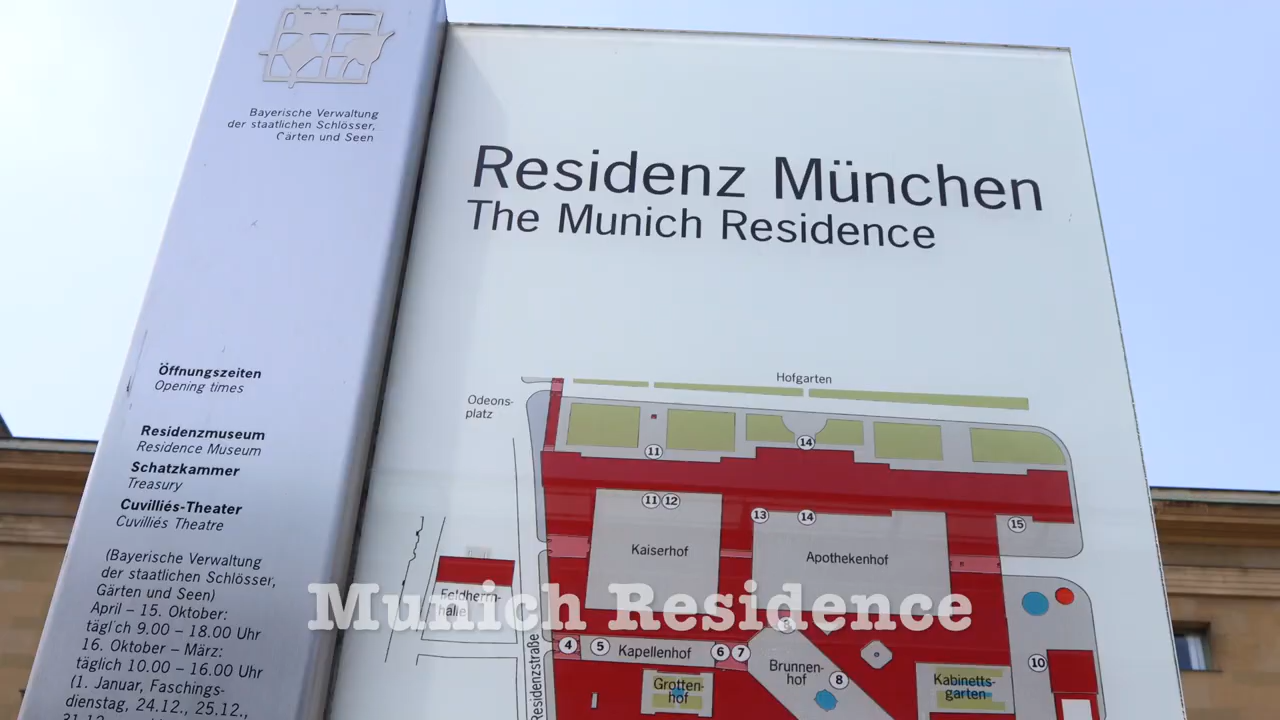 Bayerische Verwaltung
der staatlichen Schlösser,
Gärten und Seen
Öffnungszeiten
Opening times
Residenzmuseum
Residence Museum
Schatzkammer
Treasury
Cuvilliés-Theater
Cuvilliés Theatre
(Bayerische Verwaltung
der staatlichen Schlösser,
Gärten und Seen)
April – 15. Oktober:
täglich 9.00 – 18.00 Uhr
16. Oktober – März:
täglich 10.00 – 16.00 Uhr
(1. Januar, Faschings-
dienstag, 24.12., 25.12.,
Residenz München
The Munich Residence
Hofgarten
Odeons-
platz
11
14
11 12
13
14
15
Kaiserhof
Apothekenhof
Feldherrn-
halle
Munich Residence
Residenzstraße
4
5
Kapellenhof
6 7
Brunnen-
hof
8
10
Grotten-
hof
Kabinetts-
garten